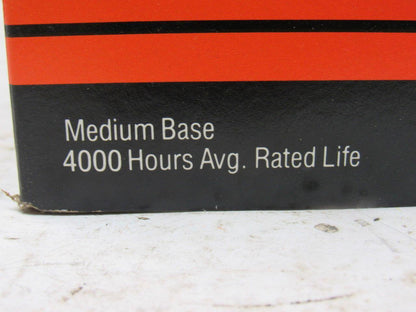 Medium Base
4000 Hours Avg. Rated Life